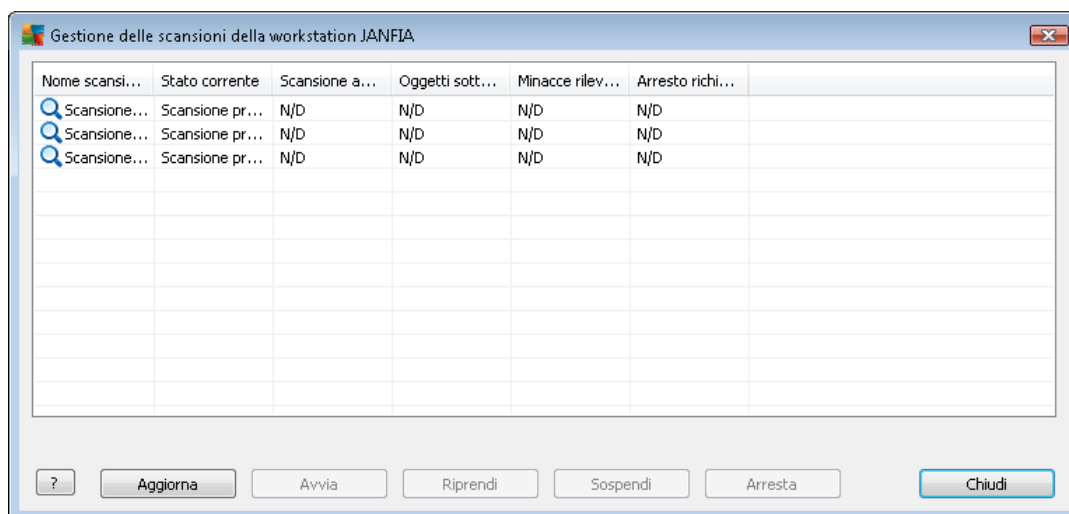 Gestione delle scansioni della workstation JANFIA
Nome scansi... Stato corrente Scansione a... Oggetti sott... Minacce rilev... Arresto richi...
Scansione... Scansione pr... N/D N/D N/D N/D
Scansione... Scansione pr... N/D N/D N/D N/D
Scansione... Scansione pr... N/D N/D N/D N/D
? Aggiorna Avvia Riprendi Sospendi Arresta Chiudi